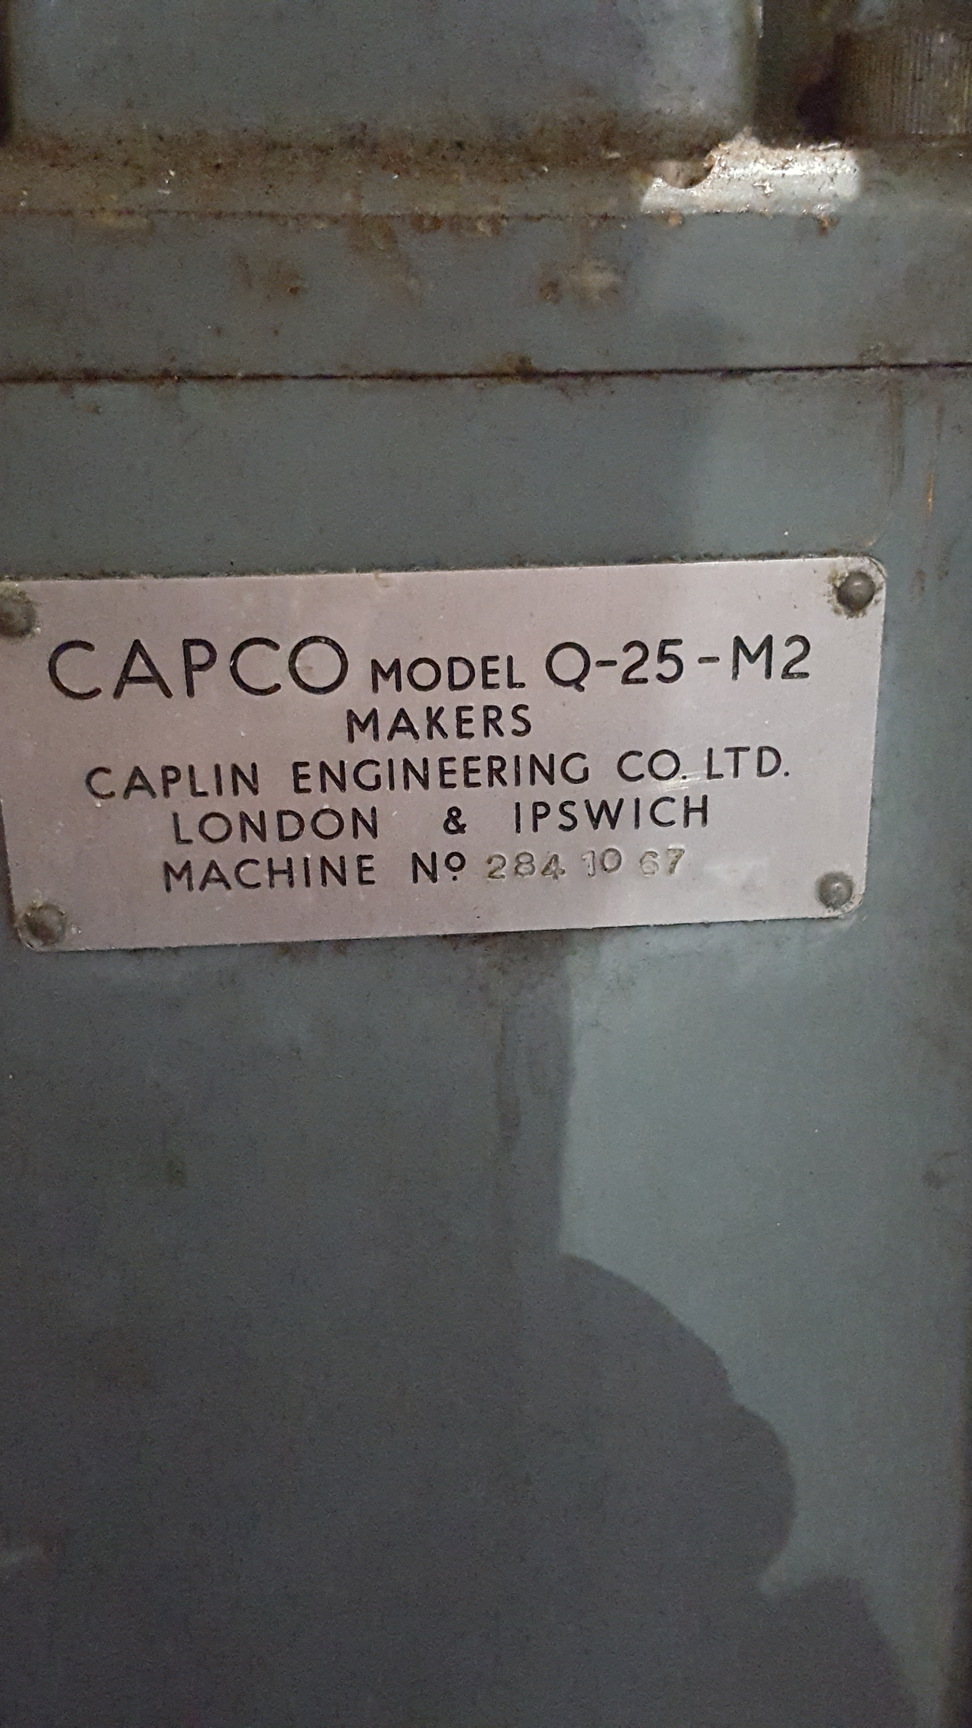 CAPCO MODEL Q-25-M2
MAKERS
CAPLIN ENGINEERING CO. LTD.
LONDON & IPSWICH
MACHINE Nº 284 10 67